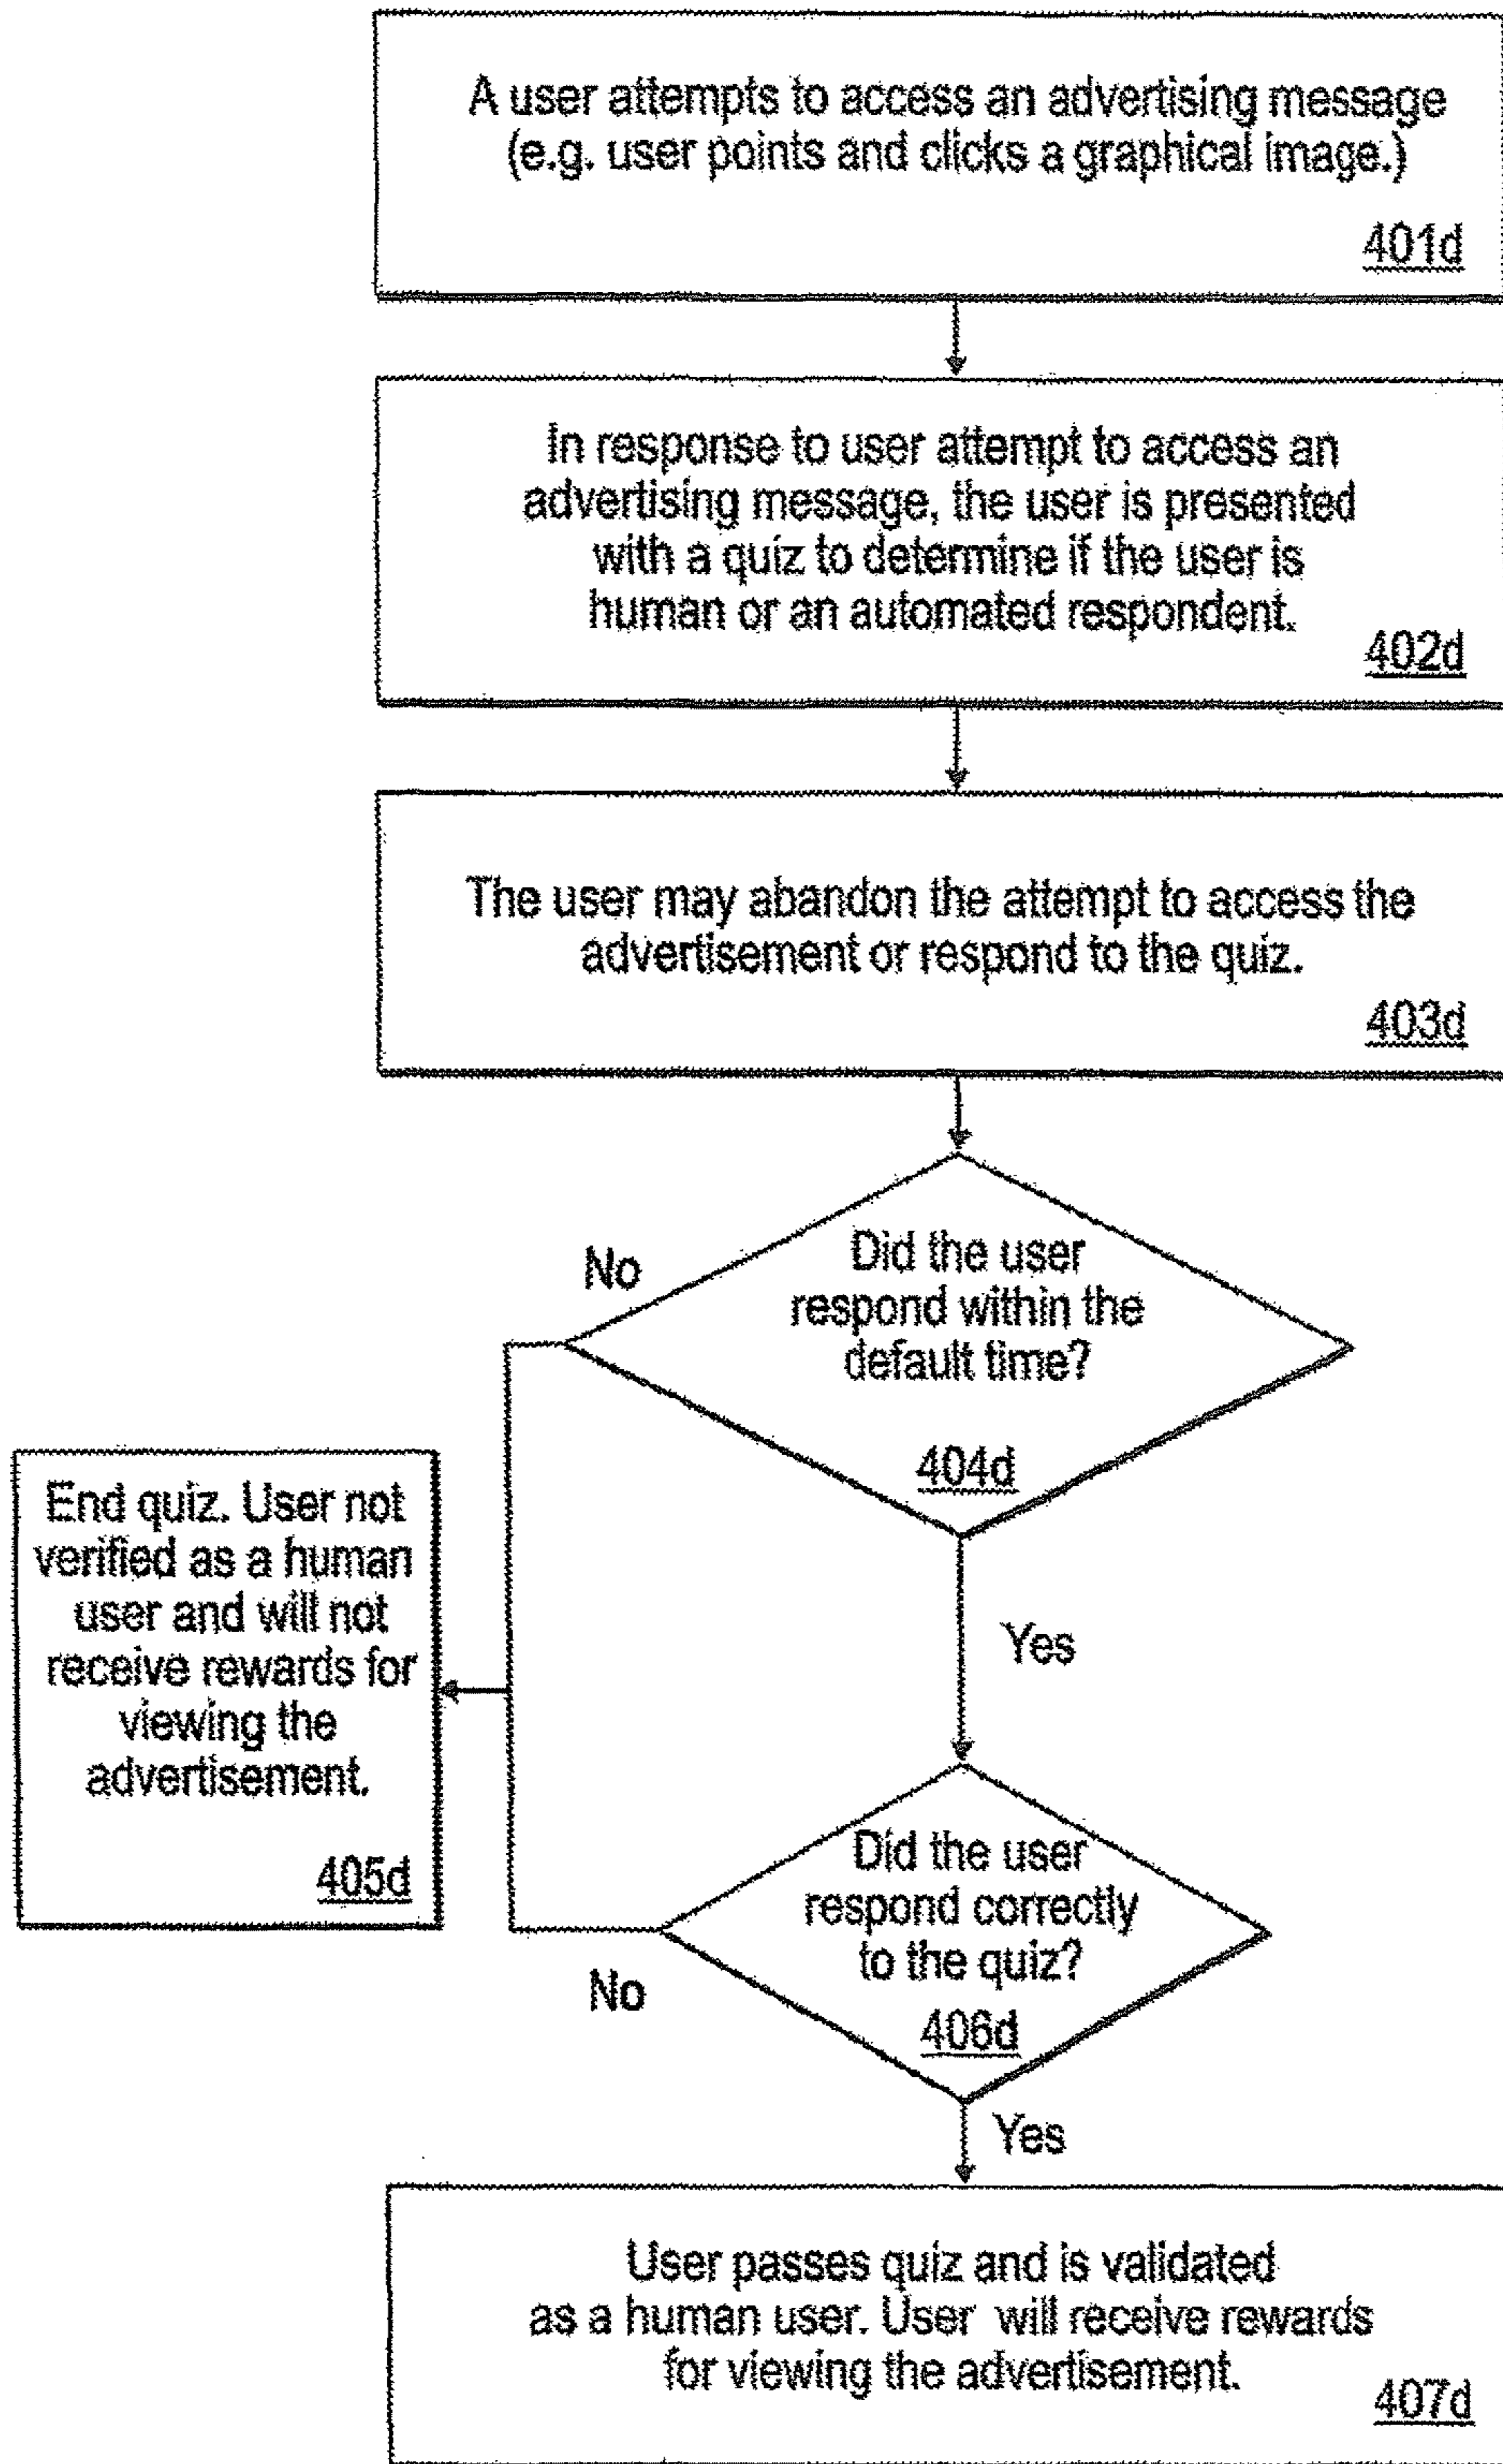 A user attempts to access an advertising message
(e.g. user points and clicks a graphical image.)
401d
In response to user attempt to access an
advertising message, the user is presented
with a quiz to determine if the user is
human or an automated respondent.
402d
The user may abandon the attempt to access the
advertisement or respond to the quiz.
403d
No
Did the user
respond within the
default time?
404d
End quiz. User not
verified as a human
user and will not
receive rewards for
viewing the
advertisement.
405d
Yes
Did the user
respond correctly
to the quiz?
406d
No
Yes
User passes quiz and is validated
as a human user. User will receive rewards
for viewing the advertisement.
407d